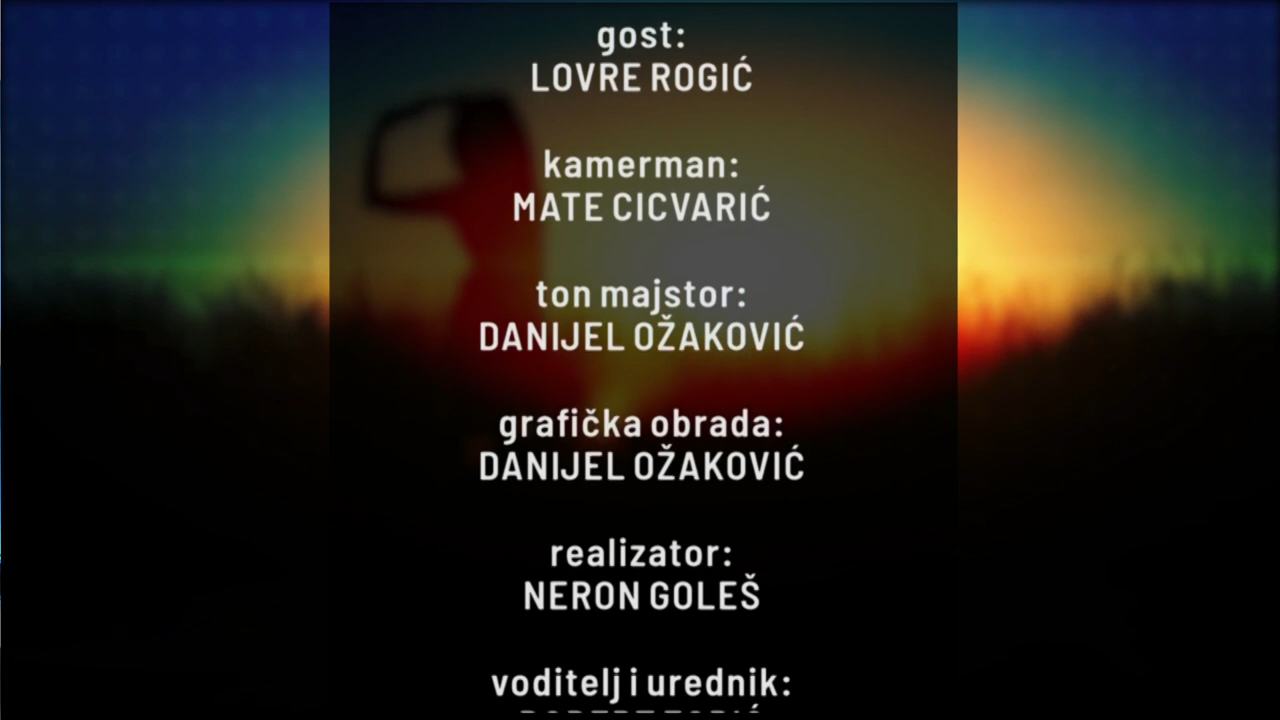 gost:
LOVRE ROGIĆ
kamerman:
MATE CICVARIĆ
ton majstor:
DANIJEL OŽAKOVIĆ
grafička obrada:
DANIJEL OŽAKOVIĆ
realizator:
NERON GOLEŠ
voditelj i urednik: